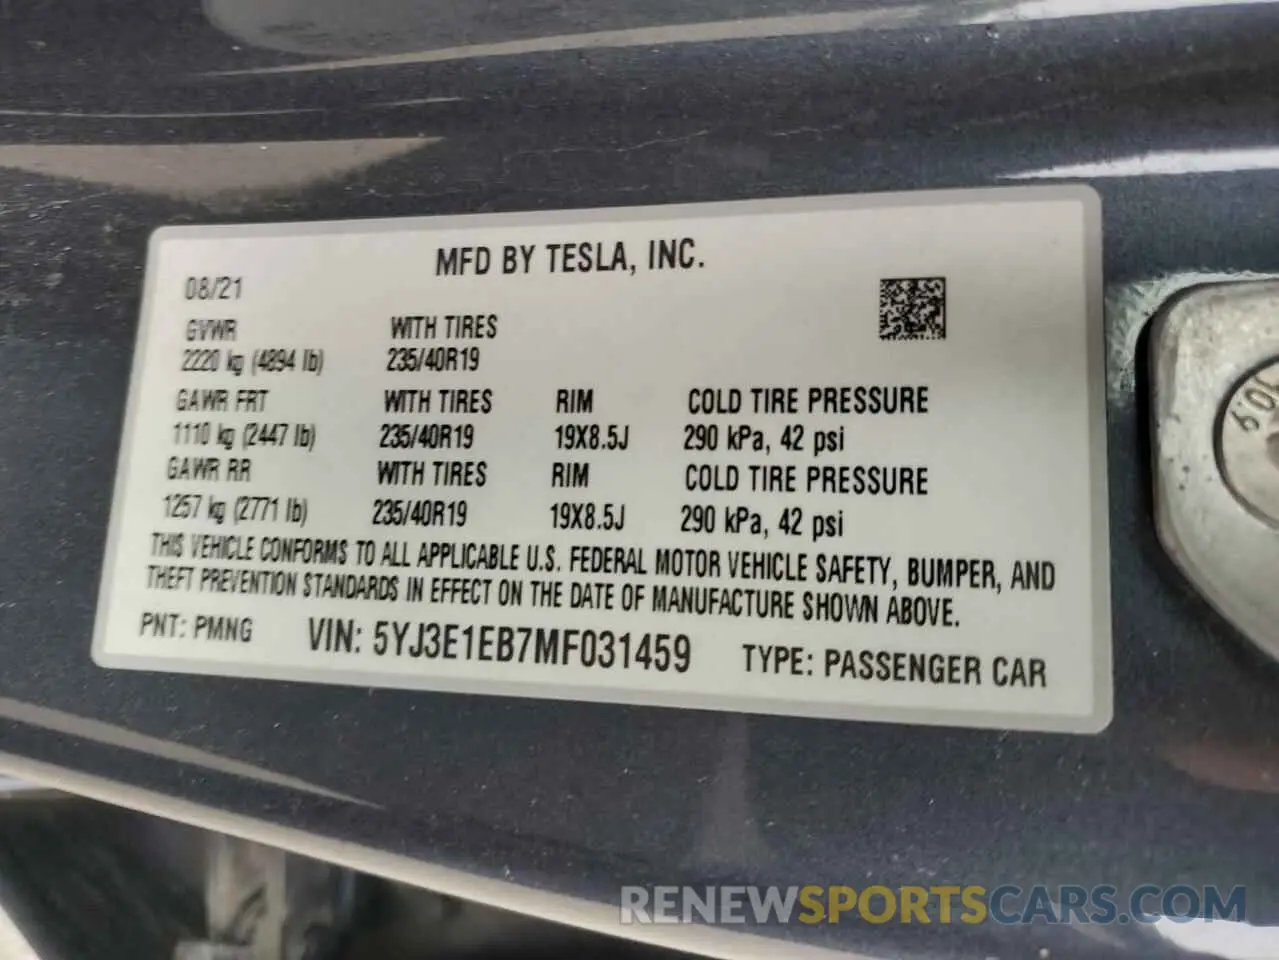 MFD BY TESLA, INC.
08/21
GVWR WITH TIRES
2220 kg (4894 lb) 235/40R19
GAWR FRT WITH TIRES RIM COLD TIRE PRESSURE
1110 kg (2447 lb) 235/40R19 19X8.5J 290 kPa, 42 psi
GAWR RR WITH TIRES RIM COLD TIRE PRESSURE
1257 kg (2771 lb) 235/40R19 19X8.5J 290 kPa, 42 psi
THIS VEHICLE CONFORMS TO ALL APPLICABLE U.S. FEDERAL MOTOR VEHICLE SAFETY, BUMPER, AND
THEFT PREVENTION STANDARDS IN EFFECT ON THE DATE OF MANUFACTURE SHOWN ABOVE.
PNT: PMNG VIN: 5YJ3E1EB7MF031459 TYPE: PASSENGER CAR
RENEWSPORTSCARS.COM